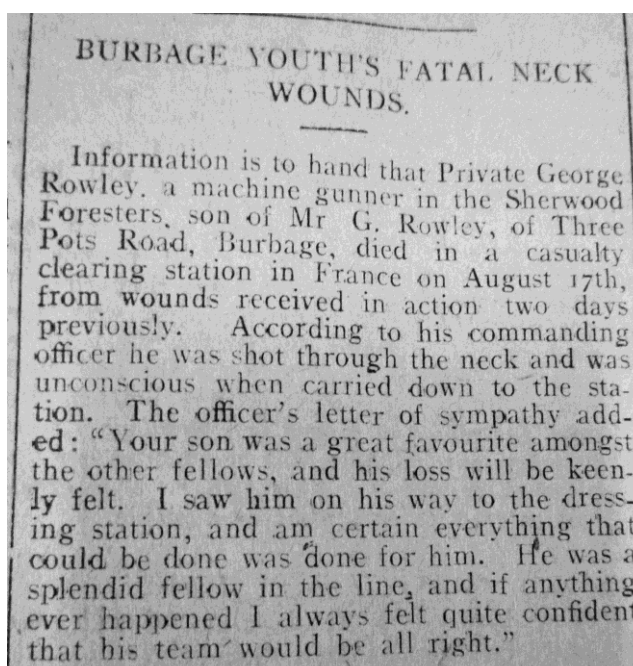 BURBAGE YOUTH'S FATAL NECK
WOUNDS.
Information is to hand that Private George
Rowley, a machine gunner in the Sherwood
Foresters, son of Mr G. Rowley, of Three
Pots Road, Burbage, died in a casualty
clearing station in France on August 17th,
from wounds received in action two days
previously. According to his commanding
officer he was shot through the neck and was
unconscious when carried down to the sta-
tion. The officer's letter of sympathy add-
ed: "Your son was a great favourite amongst
the other fellows, and his loss will be keen-
ly felt. I saw him on his way to the dress-
ing station, and am certain everything that
could be done was done for him. He was a
splendid fellow in the line, and if anything
ever happened I always felt quite confident
that his team would be all right."